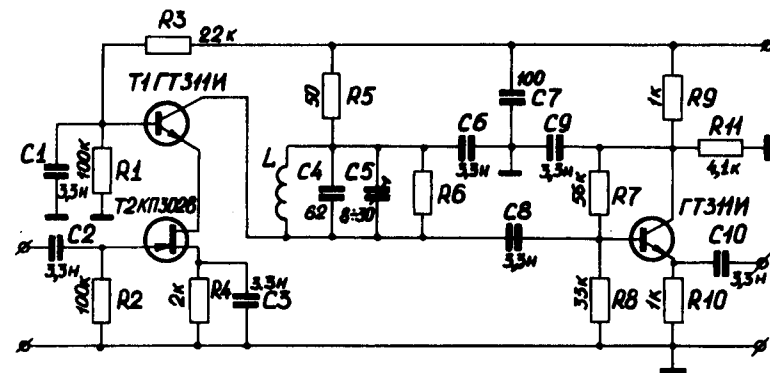 R3
22к
T1 ГТ311И
50
R5
100
C7
1к
R9
C6
3,3н
C9
3,3н
R11
4,1к
C1
3,3н
100к
R1
L
C4
62
C5
8÷30
R6
56к
R7
T2 КП302В
ГТ311И
C2
3,3н
C8
3,3н
C10
3,3н
100к
R2
2к
R4
3.3н
C3
33к
R8
1к
R10